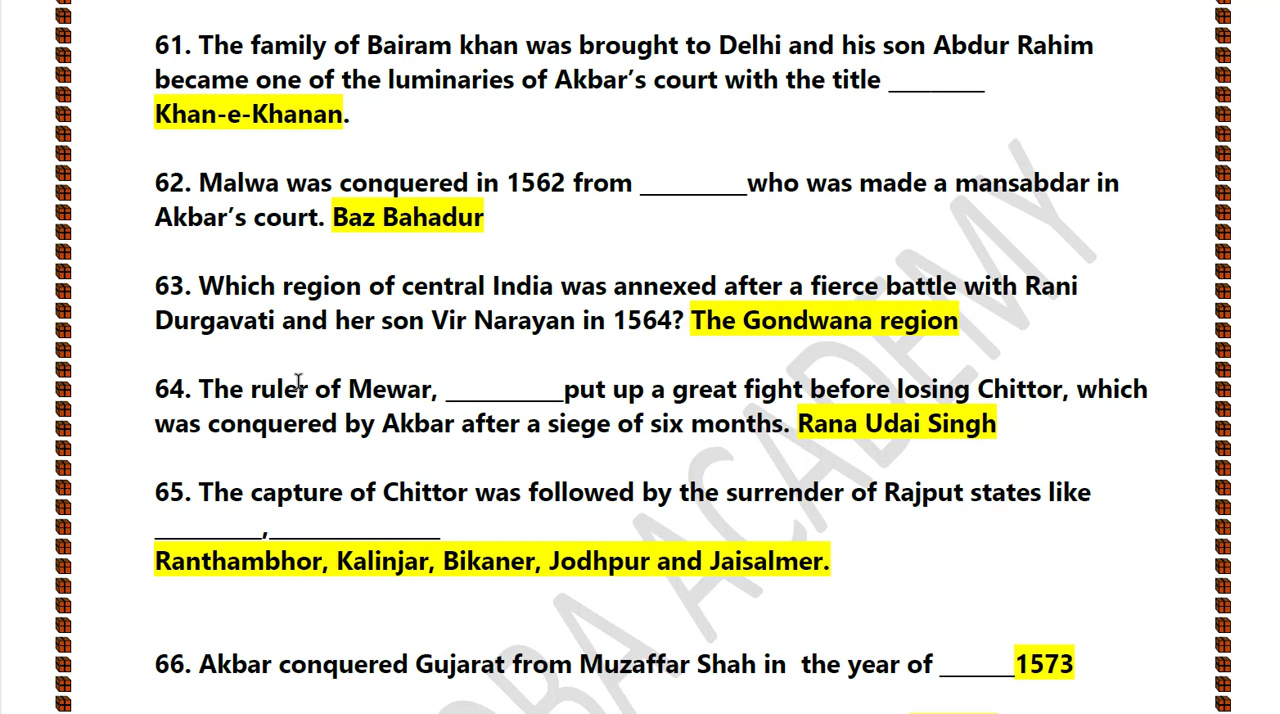 61. The family of Bairam khan was brought to Delhi and his son Abdur Rahim
became one of the luminaries of Akbar's court with the title ________
Khan-e-Khanan.
62. Malwa was conquered in 1562 from _________who was made a mansabdar in
Akbar's court. Baz Bahadur
63. Which region of central India was annexed after a fierce battle with Rani
Durgavati and her son Vir Narayan in 1564? The Gondwana region
64. The ruler of Mewar, __________put up a great fight before losing Chittor, which
was conquered by Akbar after a siege of six months. Rana Udai Singh
65. The capture of Chittor was followed by the surrender of Rajput states like
_________,______________
Ranthambhor, Kalinjar, Bikaner, Jodhpur and Jaisalmer.
66. Akbar conquered Gujarat from Muzaffar Shah in  the year of ______1573
ACADEMY